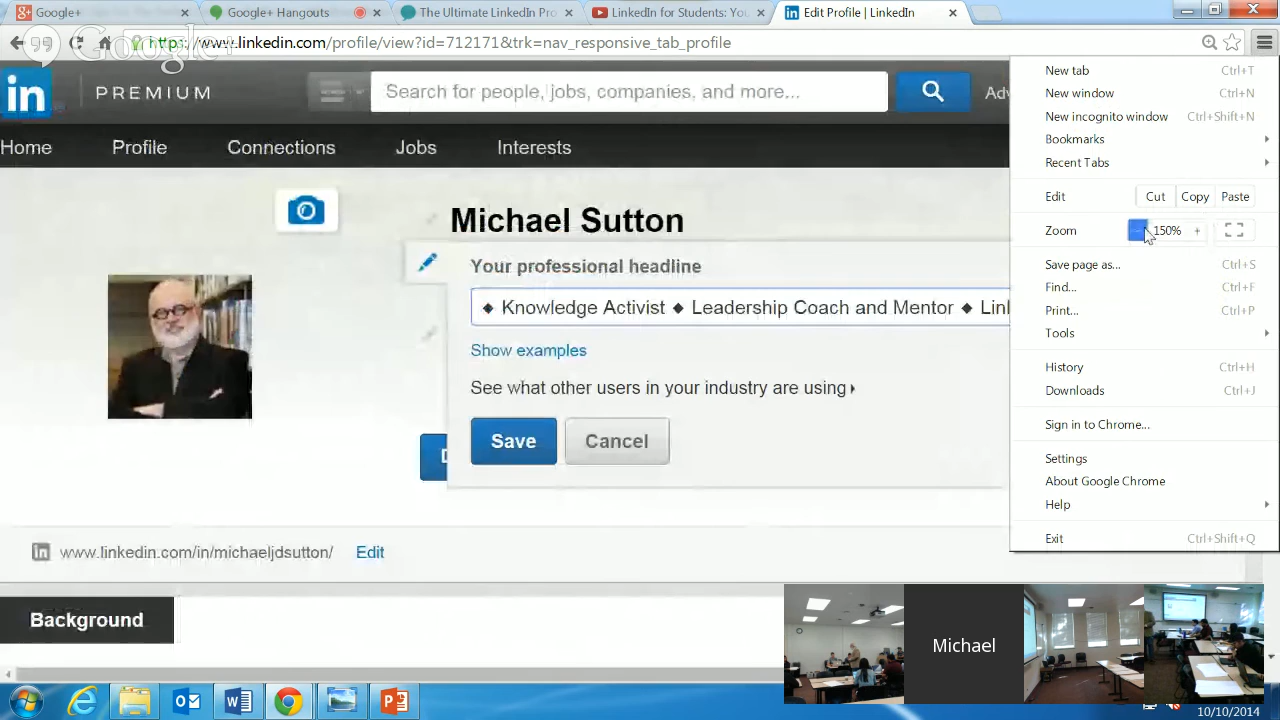 Google+
Google+ Hangouts
The Ultimate LinkedIn Pr
LinkedIn for Students: Yo
Edit Profile | LinkedIn
https://www.linkedin.com/profile/view?id=712171&trk=nav_responsive_tab_profile
Google+
in PREMIUM
Search for people, jobs, companies, and more...
Adv
Home Profile Connections Jobs Interests
Michael Sutton
Your professional headline
◆ Knowledge Activist ◆ Leadership Coach and Mentor ◆ Lin
Show examples
See what other users in your industry are using
Save Cancel
in www.linkedin.com/in/michaeljdsutton/ Edit
Background
New tab Ctrl+T
New window Ctrl+N
New incognito window Ctrl+Shift+N
Bookmarks
Recent Tabs
Edit Cut Copy Paste
Zoom 150% +
Save page as... Ctrl+S
Find... Ctrl+F
Print... Ctrl+P
Tools
History Ctrl+H
Downloads Ctrl+J
Sign in to Chrome...
Settings
About Google Chrome
Help
Exit Ctrl+Shift+Q
Michael
10/10/2014